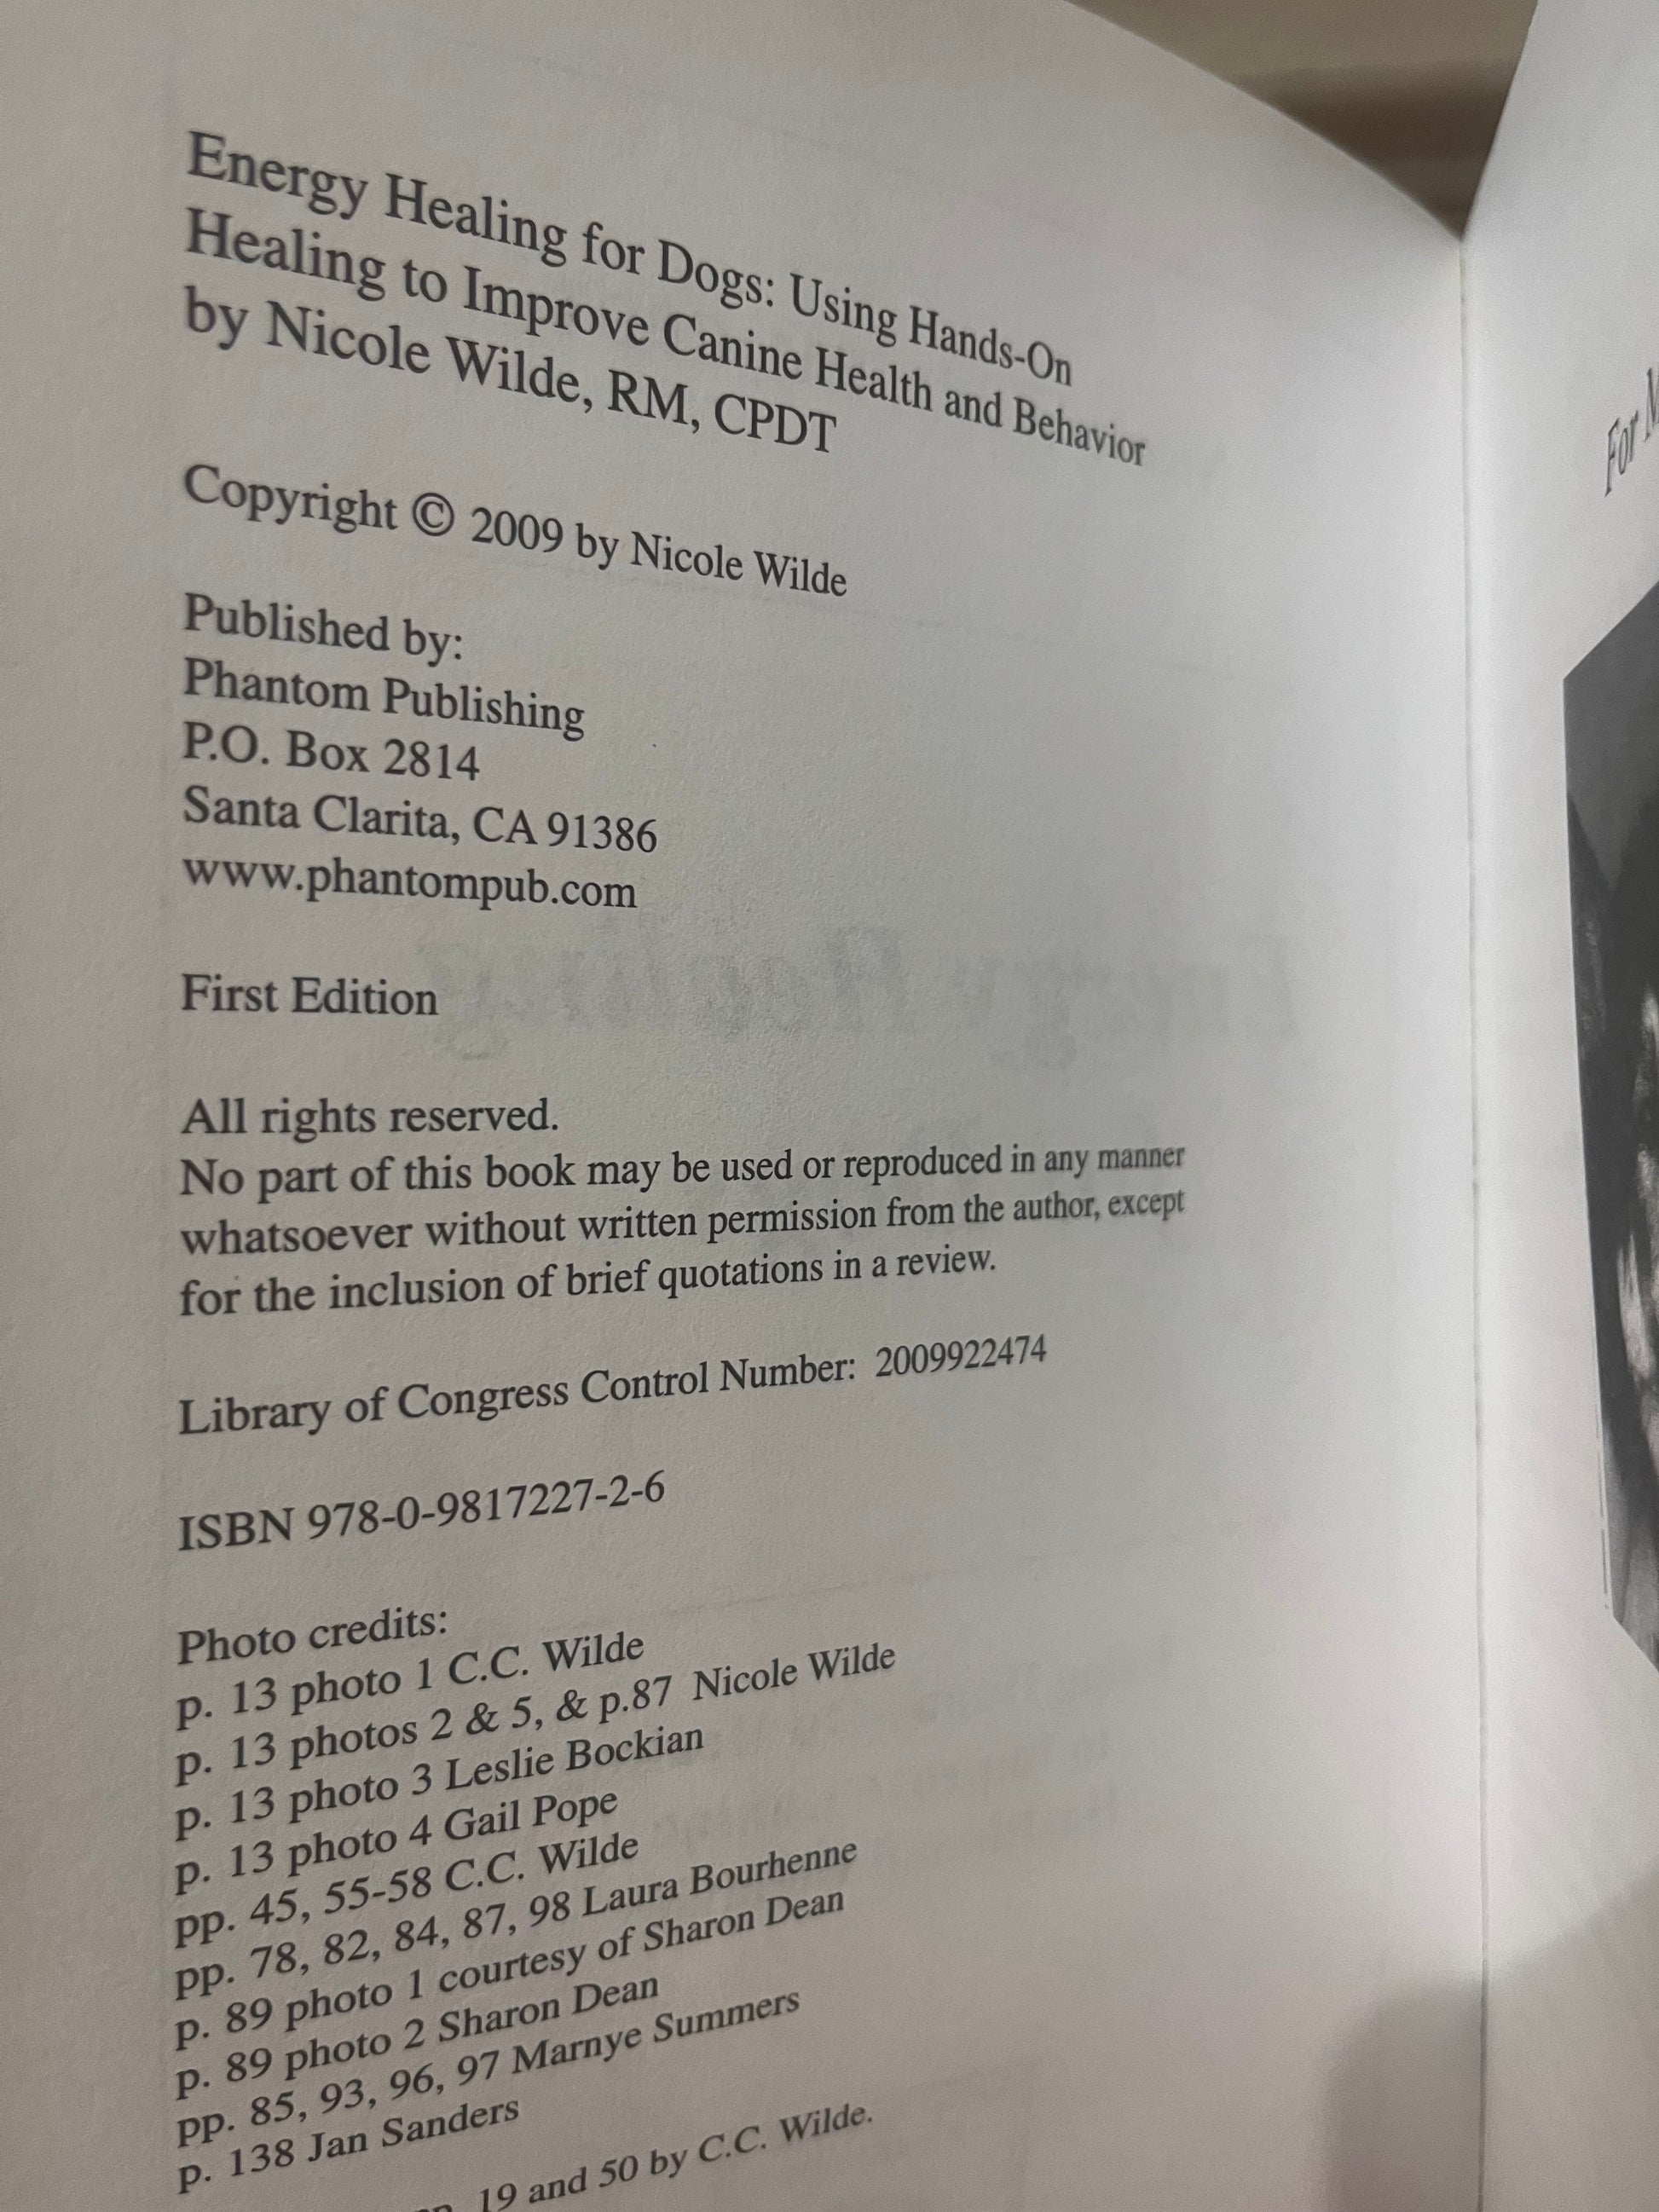 Energy Healing for Dogs: Using Hands-On
Healing to Improve Canine Health and Behavior
by Nicole Wilde, RM, CPDT
Copyright © 2009 by Nicole Wilde
Published by:
Phantom Publishing
P.O. Box 2814
Santa Clarita, CA 91386
www.phantompub.com
First Edition
All rights reserved.
No part of this book may be used or reproduced in any manner
whatsoever without written permission from the author, except
for the inclusion of brief quotations in a review.
Library of Congress Control Number: 2009922474
ISBN 978-0-9817227-2-6
Photo credits:
p. 13 photo 1 C.C. Wilde
p. 13 photos 2 & 5, & p.87 Nicole Wilde
p. 13 photo 3 Leslie Bockian
p. 13 photo 4 Gail Pope
pp. 45, 55-58 C.C. Wilde
pp. 78, 82, 84, 87, 98 Laura Bourhenne
p. 89 photo 1 courtesy of Sharon Dean
p. 89 photo 2 Sharon Dean
pp. 85, 93, 96, 97 Marnye Summers
p. 138 Jan Sanders
19 and 50 by C.C. Wilde.
For